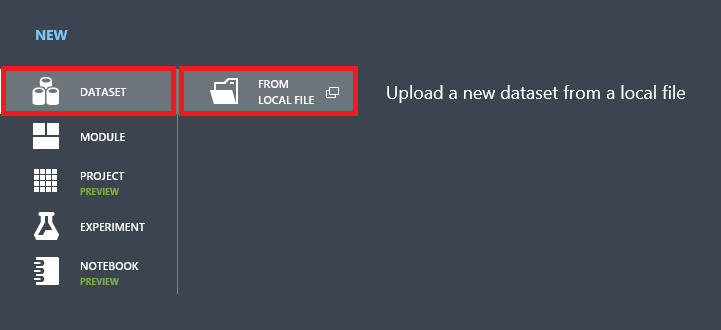 NEW
DATASET
FROM
LOCAL FILE
Upload a new dataset from a local file
MODULE
PROJECT
PREVIEW
EXPERIMENT
NOTEBOOK
PREVIEW